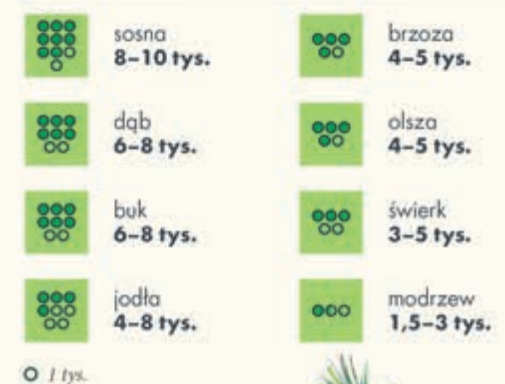 sosna
8–10 tys.
dąb
6–8 tys.
buk
6–8 tys.
jodła
4–8 tys.
brzoza
4–5 tys.
olsza
4–5 tys.
świerk
3–5 tys.
modrzew
1,5–3 tys.
1 tys.